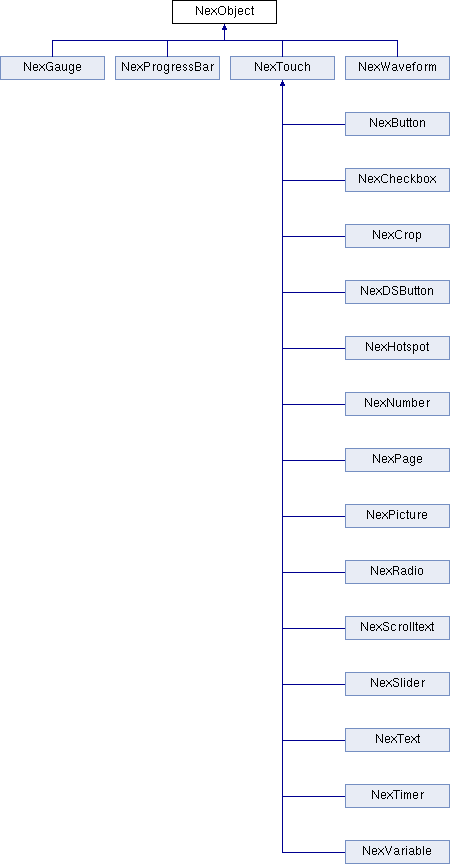 NexObject
NexGauge NexProgressBar NexTouch NexWaveform
NexButton
NexCheckbox
NexCrop
NexDSButton
NexHotspot
NexNumber
NexPage
NexPicture
NexRadio
NexScrolltext
NexSlider
NexText
NexTimer
NexVariable